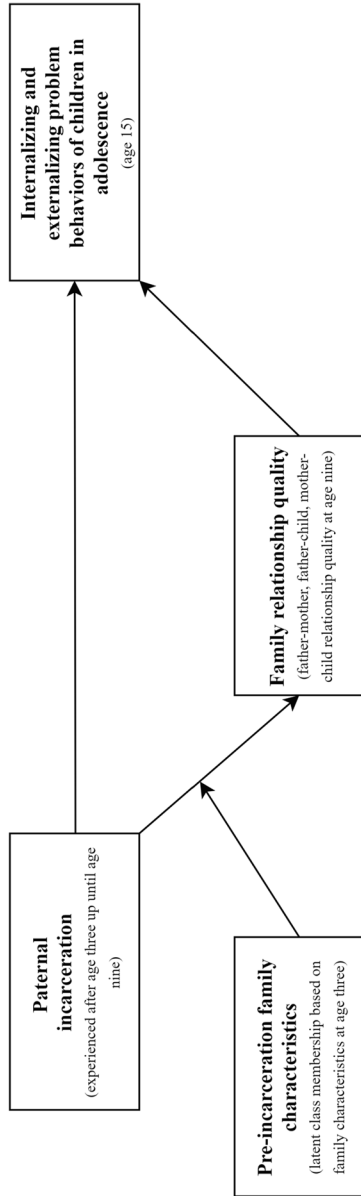 Paternal
incarceration
(experienced after age three up until age
nine)
Internalizing and
externalizing problem
behaviors of children in
adolescence
(age 15)
Pre-incarceration family
characteristics
(latent class membership based on
family characteristics at age three)
Family relationship quality
(father-mother, father-child, mother-
child relationship quality at age nine)